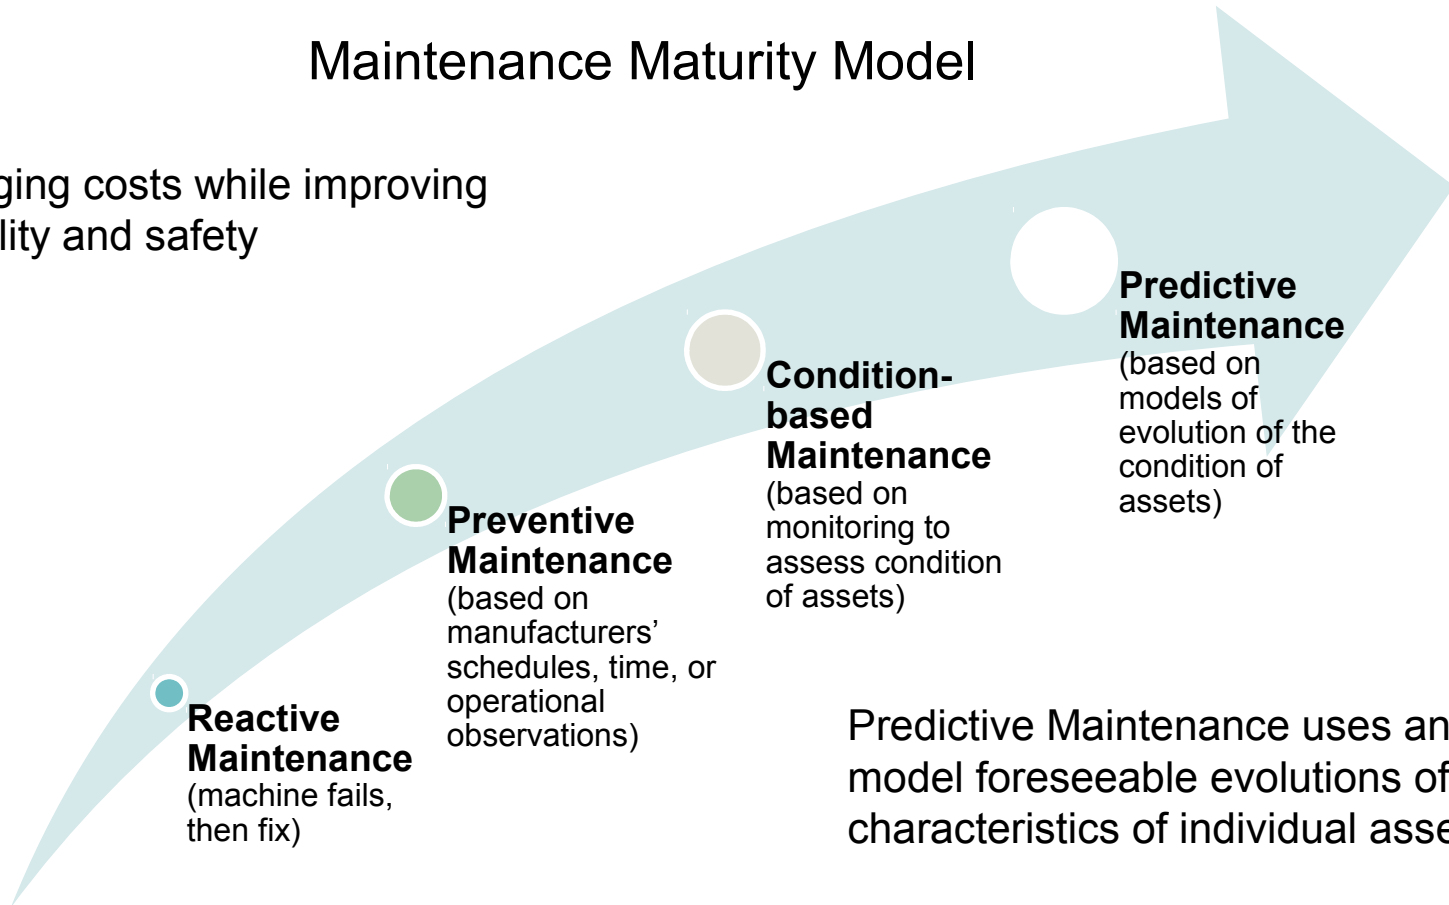 Maintenance Maturity Model
ging costs while improving
lity and safety
Predictive
Maintenance
(based on
models of
evolution of the
condition of
assets)
Condition-
based
Maintenance
(based on
monitoring to
assess condition
of assets)
Preventive
Maintenance
(based on
manufacturers’
schedules, time, or
operational
observations)
Reactive
Maintenance
(machine fails,
then fix)
Predictive Maintenance uses an
model foreseeable evolutions of
characteristics of individual asse